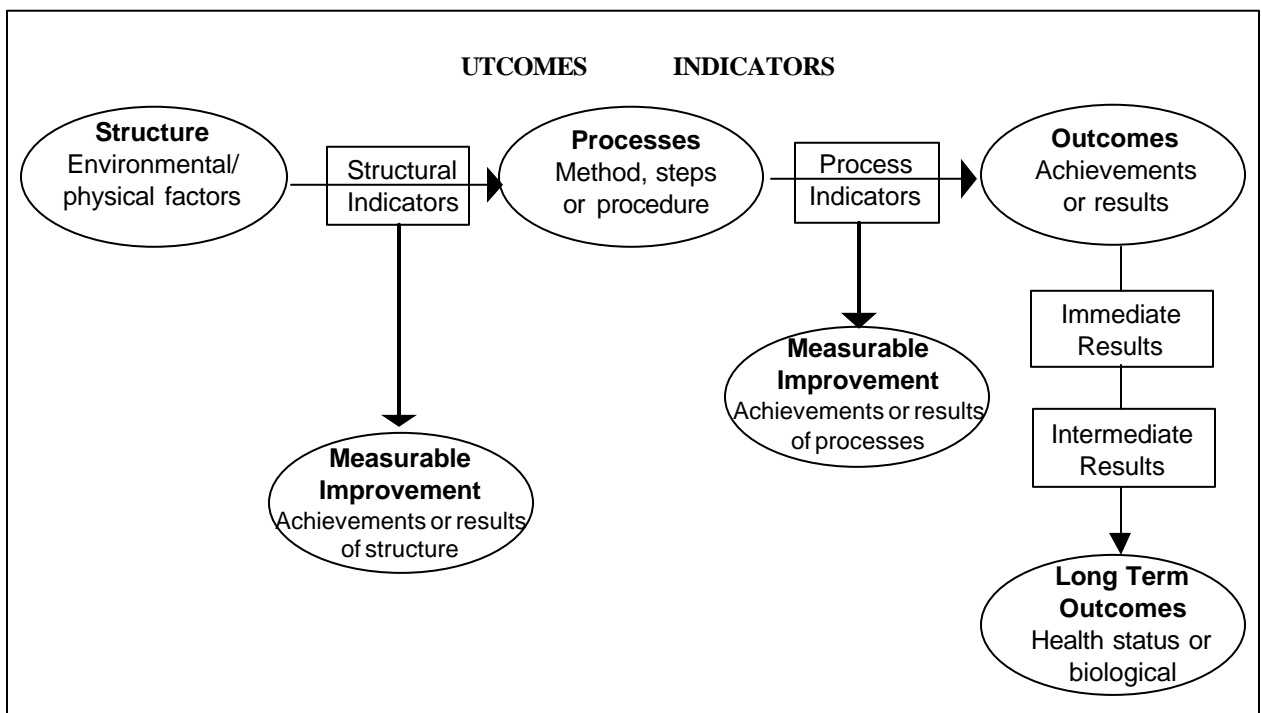 UTCOMES INDICATORS
Structure
Environmental/
physical factors
Structural
Indicators
Processes
Method, steps
or procedure
Process
Indicators
Outcomes
Achievements
or results
Measurable
Improvement
Achievements or results
of structure
Measurable
Improvement
Achievements or results
of processes
Immediate
Results
Intermediate
Results
Long Term
Outcomes
Health status or
biological